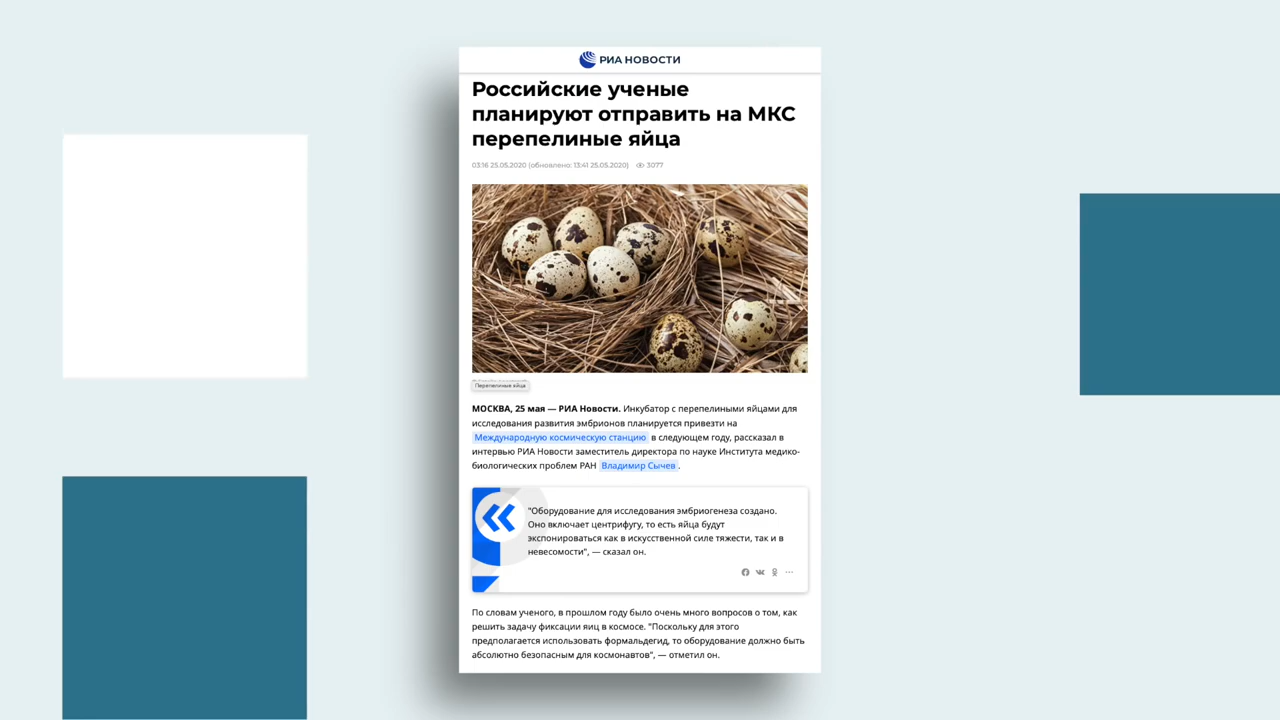 РИА НОВОСТИ
Российские ученые
планируют отправить на МКС
перепелиные яйца
03:16 25.05.2020 (обновлено: 13:41 25.05.2020) 3077
Перепелиные яйца
МОСКВА, 25 мая — РИА Новости. Инкубатор с перепелиными яйцами для
исследования развития эмбрионов планируется привезти на
Международную космическую станцию в следующем году, рассказал в
интервью РИА Новости заместитель директора по науке Института медико-
биологических проблем РАН Владимир Сычев.
"Оборудование для исследования эмбриогенеза создано.
Оно включает центрифугу, то есть яйца будут
экспонироваться как в искусственной силе тяжести, так и в
невесомости", — сказал он.
По словам ученого, в прошлом году было очень много вопросов о том, как
решить задачу фиксации яиц в космосе. "Поскольку для этого
предполагается использовать формальдегид, то оборудование должно быть
абсолютно безопасным для космонавтов", — отметил он.